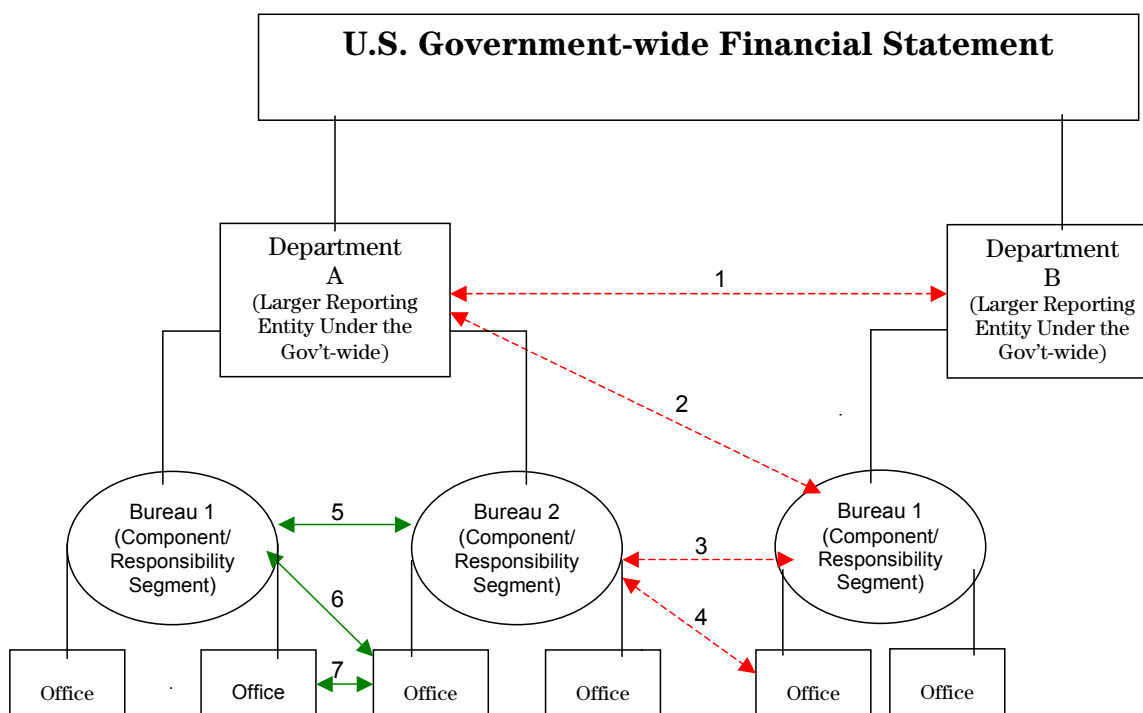 U.S. Government-wide Financial Statement
Department
A
(Larger Reporting
Entity Under the
Gov't-wide)
Department
B
(Larger Reporting
Entity Under the
Gov't-wide)
1
2
Bureau 1
(Component/
Responsibility
Segment)
5
Bureau 2
(Component/
Responsibility
Segment)
3
Bureau 1
(Component/
Responsibility
Segment)
6
4
7
Office
Office
Office
Office
Office
Office